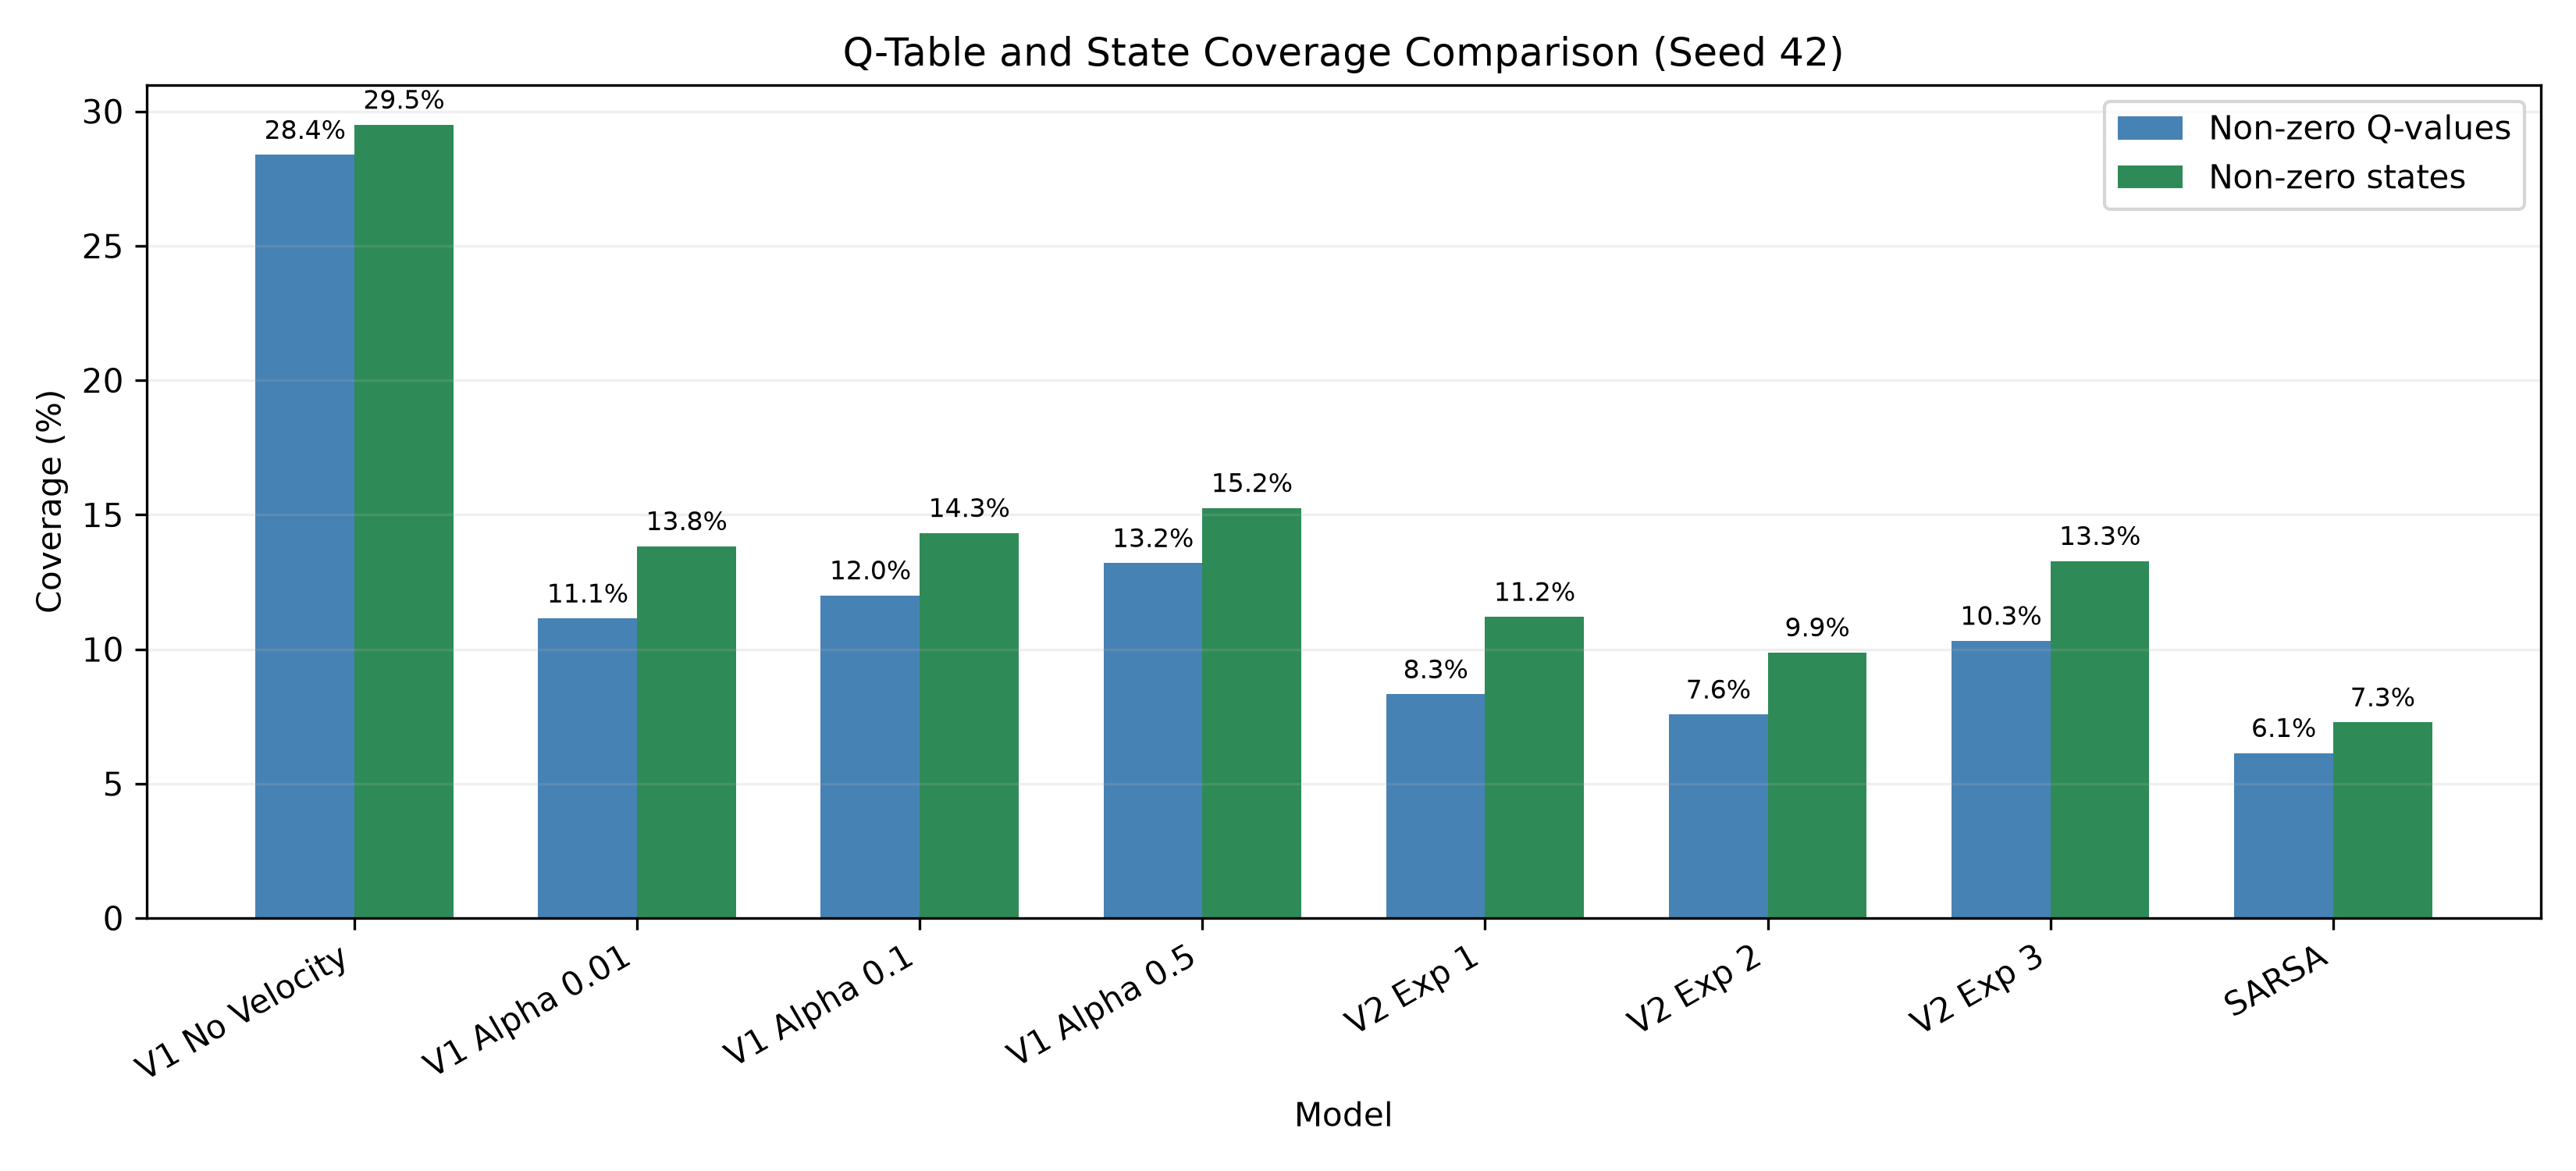 Q-Table and State Coverage Comparison (Seed 42)
Non-zero Q-values
Non-zero states
Coverage (%)
30
25
20
15
10
5
0
28.4%
29.5%
11.1%
13.8%
12.0%
14.3%
13.2%
15.2%
8.3%
11.2%
7.6%
9.9%
10.3%
13.3%
6.1%
7.3%
V1 No Velocity
V1 Alpha 0.01
V1 Alpha 0.1
V1 Alpha 0.5
V2 Exp 1
V2 Exp 2
V2 Exp 3
SARSA
Model